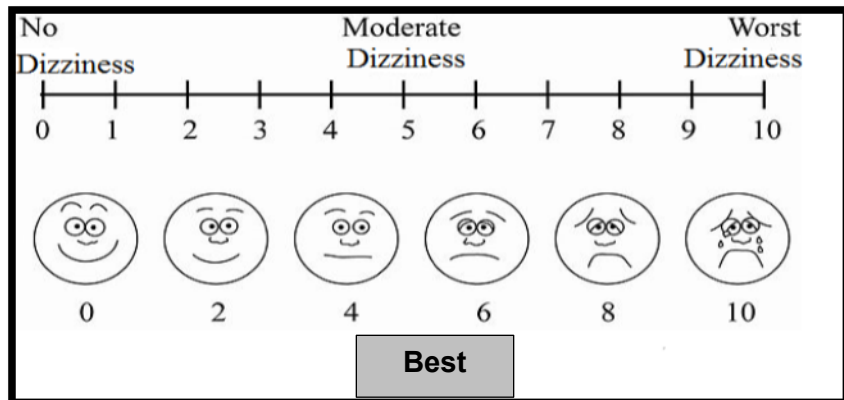 No Moderate Worst
Dizziness Dizziness Dizziness
0 1 2 3 4 5 6 7 8 9 10
0 2 4 6 8 10
Best